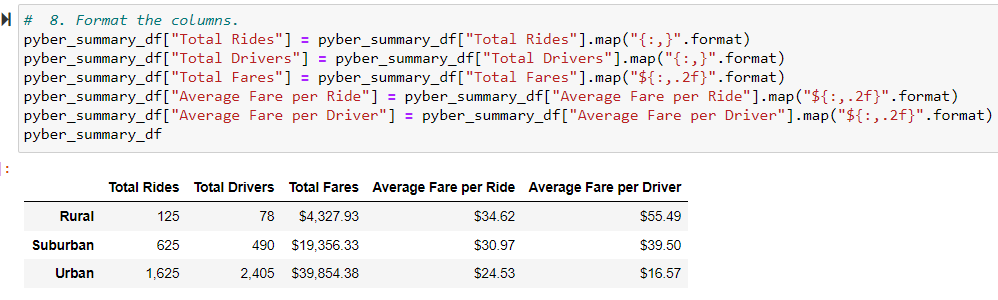 #  8. Format the columns.
pyber_summary_df["Total Rides"] = pyber_summary_df["Total Rides"].map("{:,}".format)
pyber_summary_df["Total Drivers"] = pyber_summary_df["Total Drivers"].map("{:,}".format)
pyber_summary_df["Total Fares"] = pyber_summary_df["Total Fares"].map("${:,.2f}".format)
pyber_summary_df["Average Fare per Ride"] = pyber_summary_df["Average Fare per Ride"].map("${:,.2f}".format)
pyber_summary_df["Average Fare per Driver"] = pyber_summary_df["Average Fare per Driver"].map("${:,.2f}".format)
pyber_summary_df
]:
Total Rides Total Drivers Total Fares Average Fare per Ride Average Fare per Driver
Rural 125 78 $4,327.93 $34.62 $55.49
Suburban 625 490 $19,356.33 $30.97 $39.50
Urban 1,625 2,405 $39,854.38 $24.53 $16.57